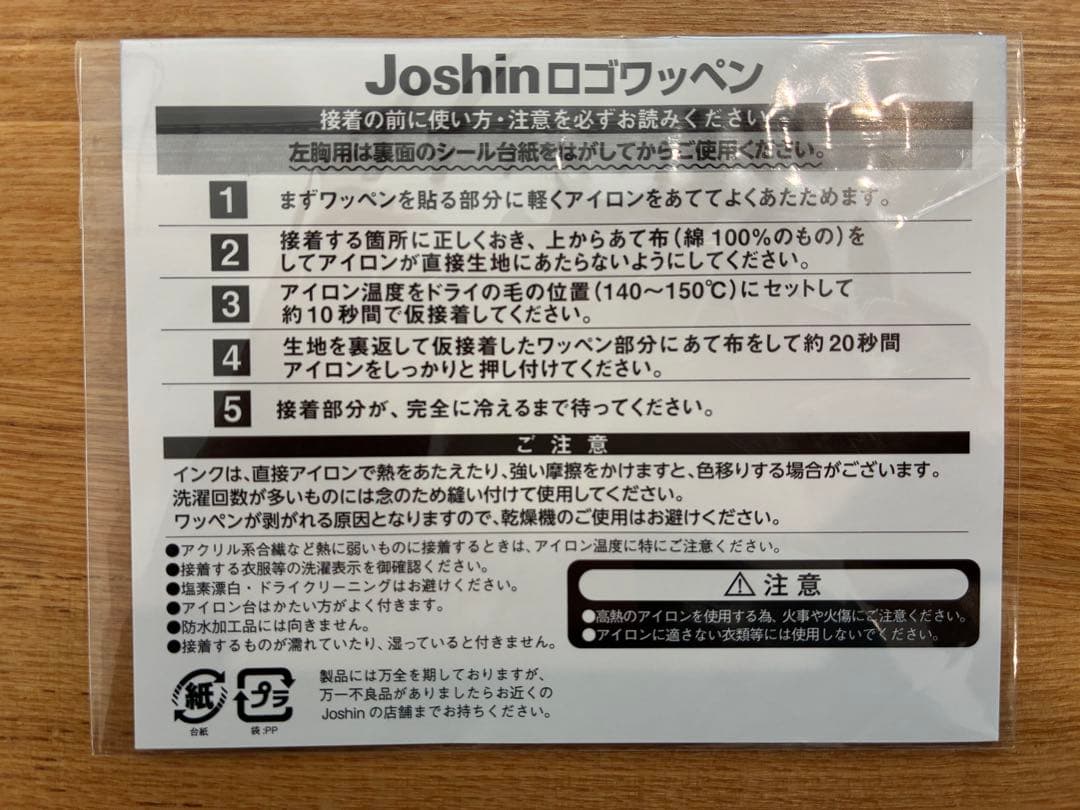 Joshinロゴワッペン
接着の前に使い方・注意を必ずお読みください
左胸用は裏面のシール台紙をはがしてからご使用ください。
1 まずワッペンを貼る部分に軽くアイロンをあててよくあたためます。
2 接着する箇所に正しくおき、上からあて布(綿100%のもの)を
してアイロンが直接生地にあたらないようにしてください。
3 アイロン温度をドライの毛の位置(140〜150℃)にセットして
約10秒間で仮接着してください。
4 生地を裏返して仮接着したワッペン部分にあて布をして約20秒間
アイロンをしっかりと押し付けてください。
5 接着部分が、完全に冷えるまで待ってください。
ご注意
インクは、直接アイロンで熱をあたえたり、強い摩擦をかけますと、色移りする場合がございます。
洗濯回数が多いものには念のため縫い付けて使用してください。
ワッペンが剥がれる原因となりますので、乾燥機のご使用はお避けください。
●アクリル系合繊など熱に弱いものに接着するときは、アイロン温度に特にご注意ください。
●接着する衣服等の洗濯表示を御確認ください。
●塩素漂白・ドライクリーニングはお避けください。
●アイロン台はかたい方がよく付きます。
●防水加工品には向きません。
●接着するものが濡れていたり、湿っていると付きません。
注意
●高熱のアイロンを使用する為、火事や火傷にご注意ください。
●アイロンに適さない衣類等には使用しないでください。
紙
台紙
プラ
袋:PP
製品には万全を期しておりますが、
万一不良品がありましたらお近くの
Joshinの店舗までお持ちください。